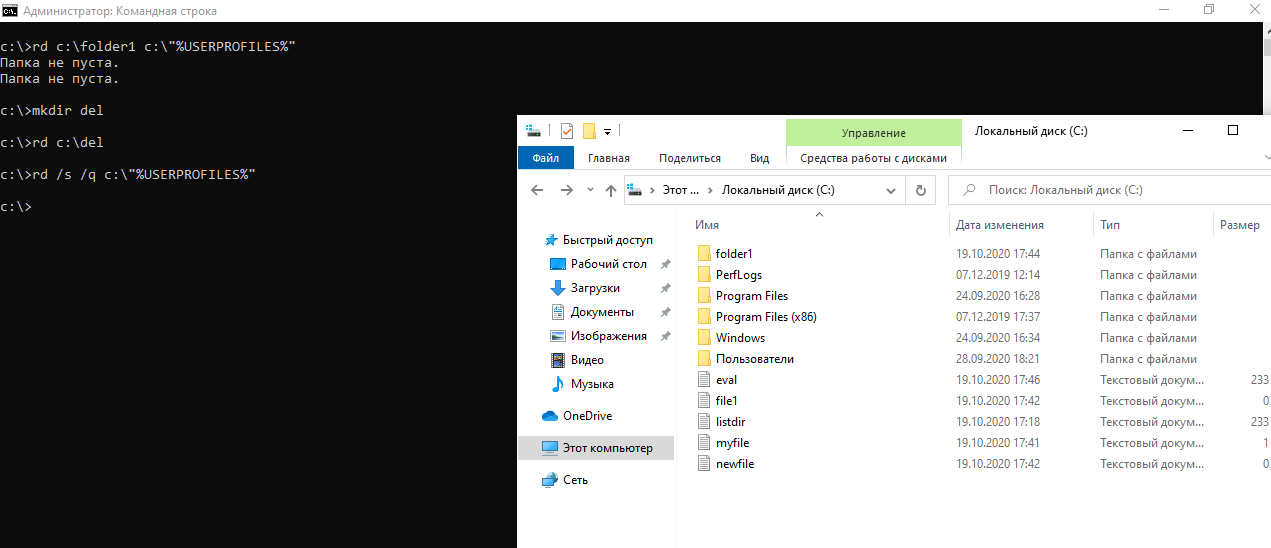 Администратор: Командная строка
c:\>rd c:\folder1 c:\"%USERPROFILES%"
Папка не пуста.
Папка не пуста.
c:\>mkdir del
c:\>rd c:\del
c:\>rd /s /q c:\"%USERPROFILES%"
c:\>
Управление
Локальный диск (C:)
Файл Главная Поделиться Вид Средства работы с дисками
Этот ... Локальный диск (C:) Поиск: Локальный диск (C:)
Имя Дата изменения Тип Размер
Быстрый доступ
Рабочий стол
Загрузки
Документы
Изображения
Видео
Музыка
OneDrive
Этот компьютер
Сеть
folder1 19.10.2020 17:44 Папка с файлами
PerfLogs 07.12.2019 12:14 Папка с файлами
Program Files 24.09.2020 16:28 Папка с файлами
Program Files (x86) 07.12.2019 17:37 Папка с файлами
Windows 24.09.2020 16:34 Папка с файлами
Пользователи 28.09.2020 18:21 Папка с файлами
eval 19.10.2020 17:46 Текстовый докум... 233
file1 19.10.2020 17:42 Текстовый докум... 0
listdir 19.10.2020 17:18 Текстовый докум... 233
myfile 19.10.2020 17:41 Текстовый докум... 1
newfile 19.10.2020 17:42 Текстовый докум... 0